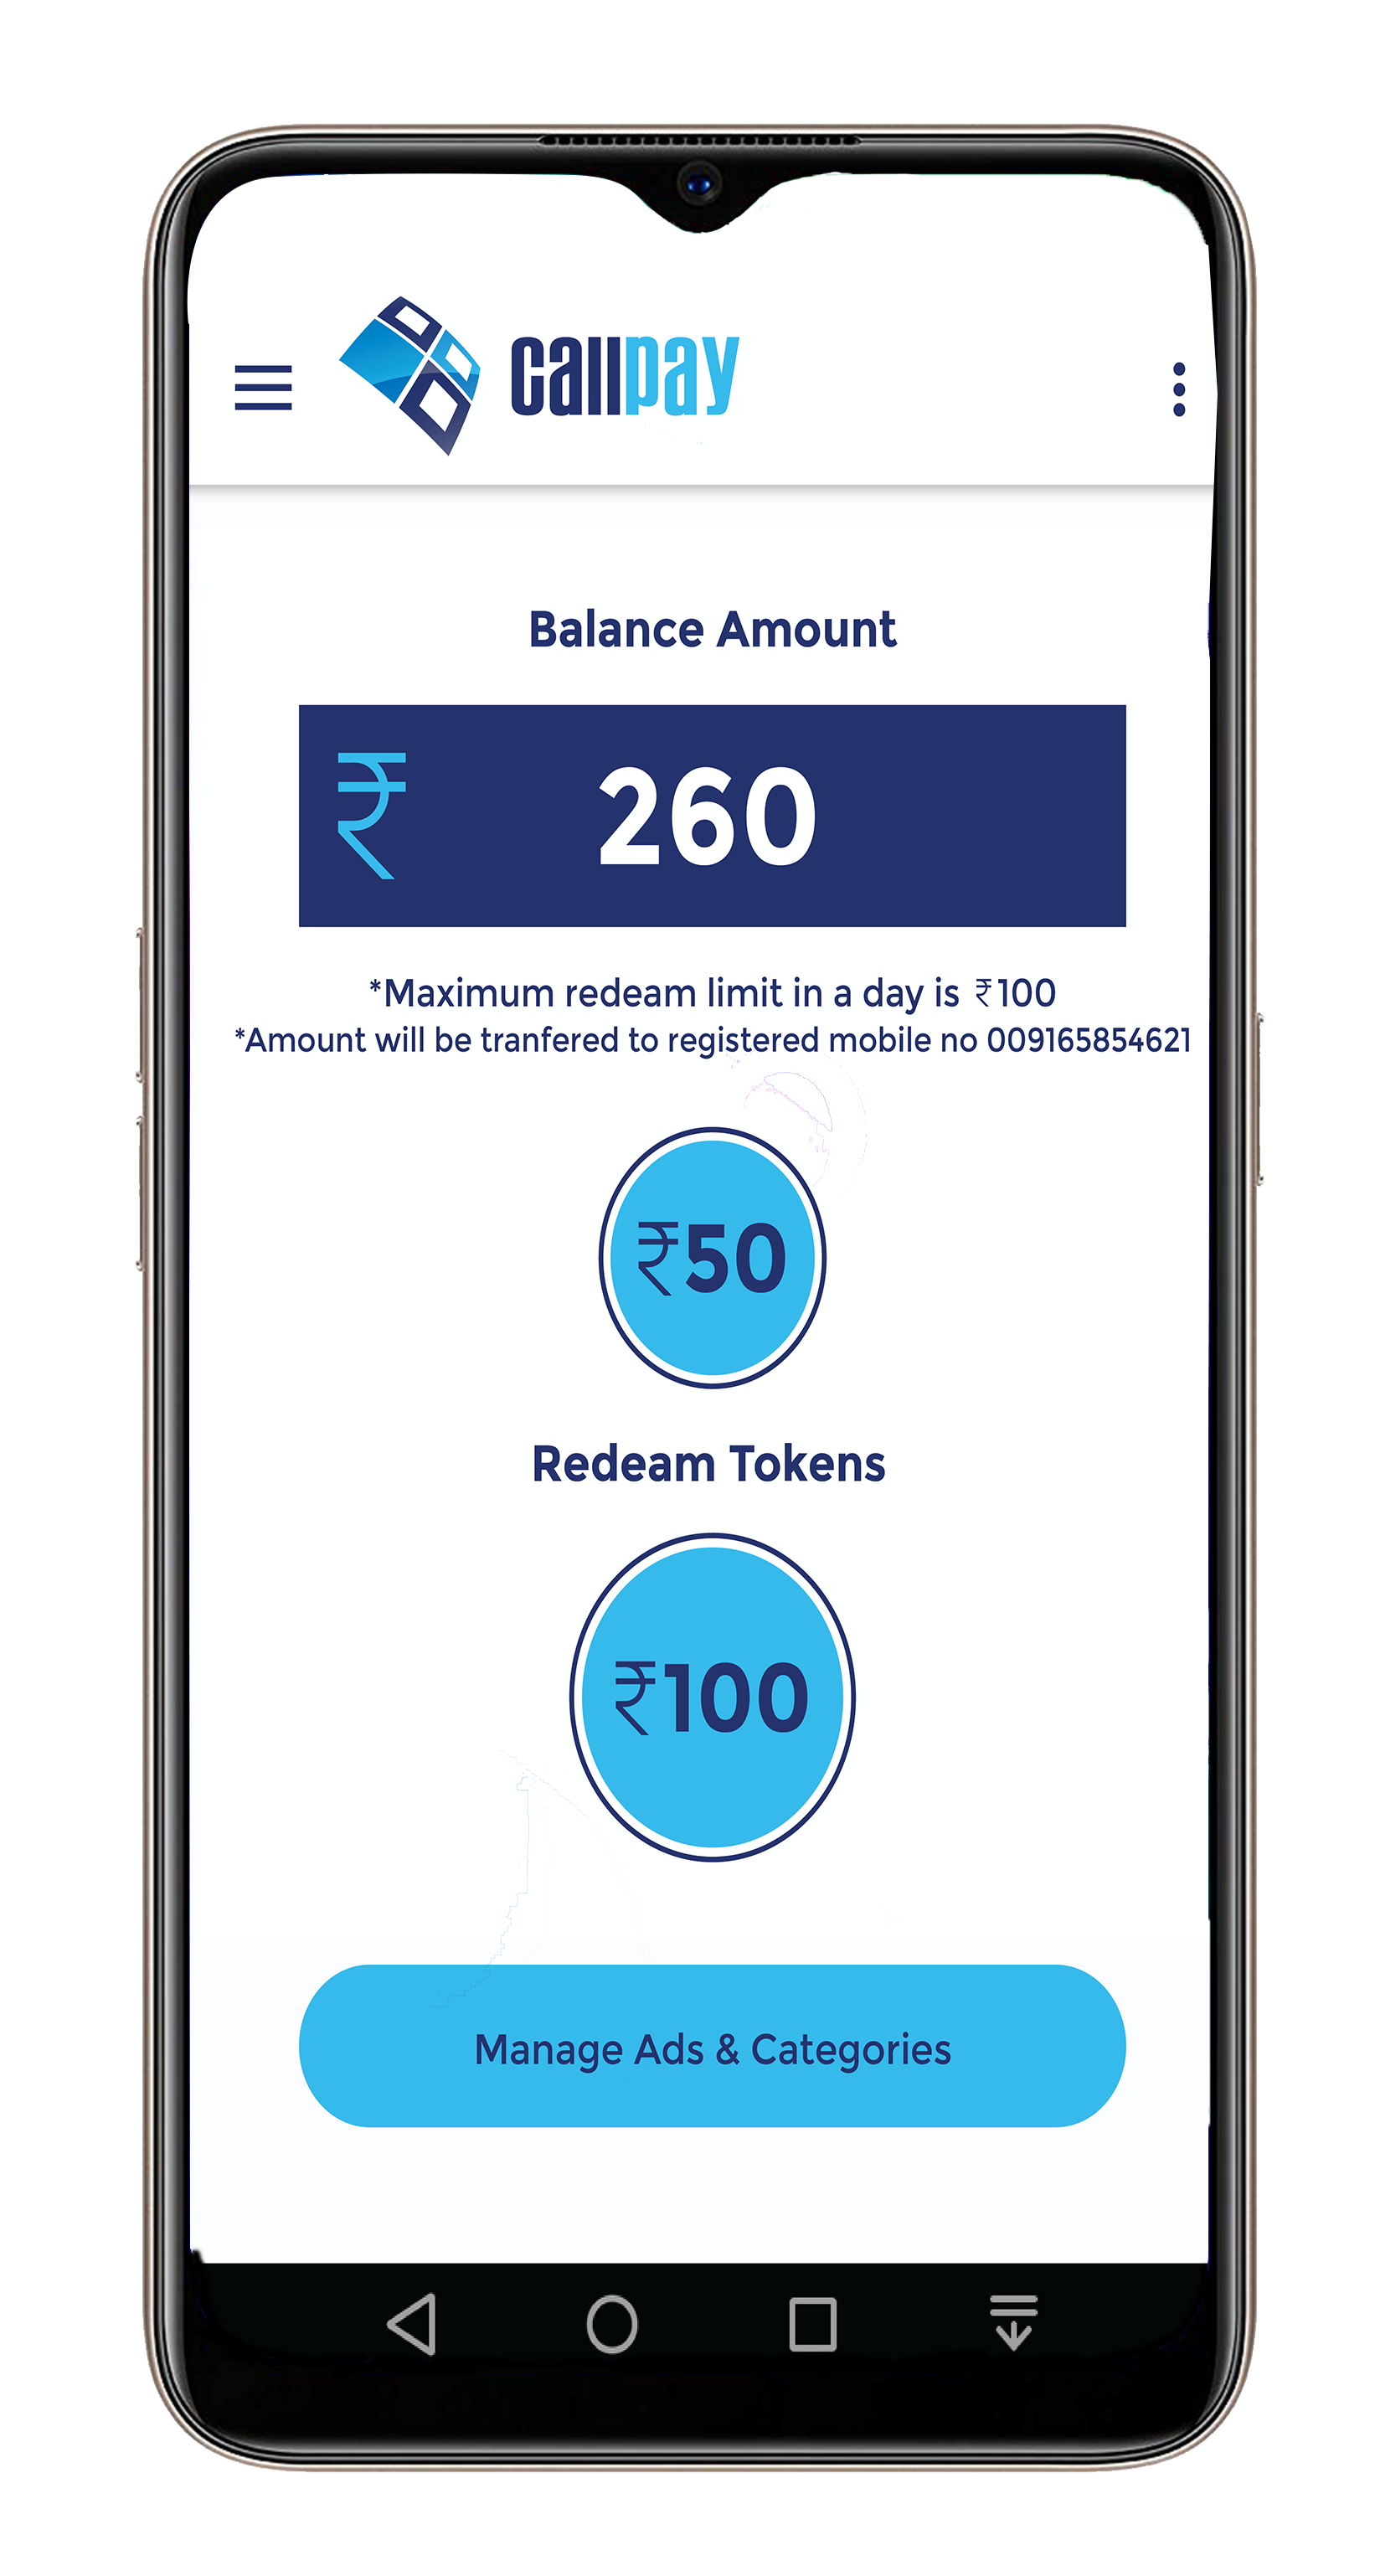 callpay
Balance Amount
₹ 260
*Maximum redeam limit in a day is ₹100
*Amount will be tranfered to registered mobile no 009165854621
₹50
Redeam Tokens
₹100
Manage Ads & Categories